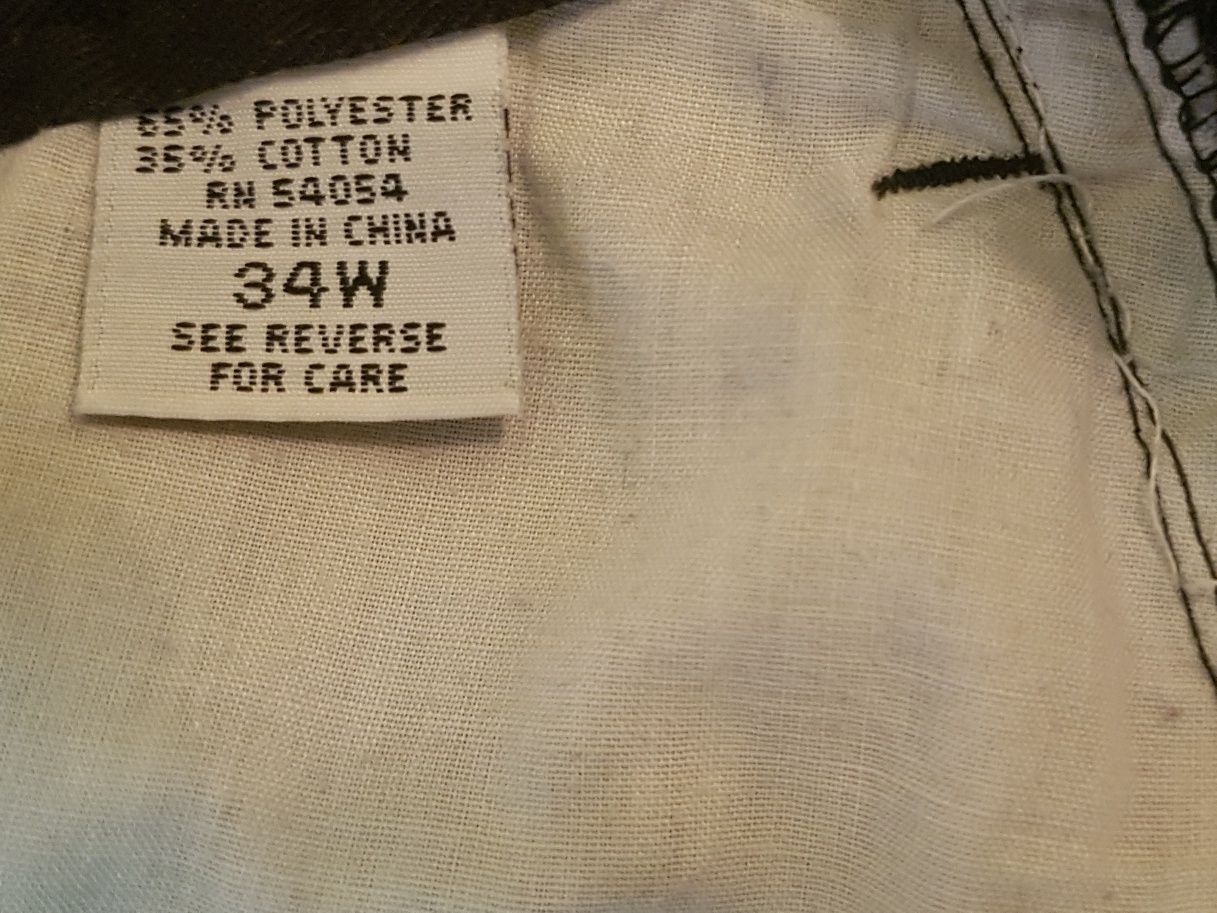 65% POLYESTER
35% COTTON
RN 54054
MADE IN CHINA
34W
SEE REVERSE
FOR CARE